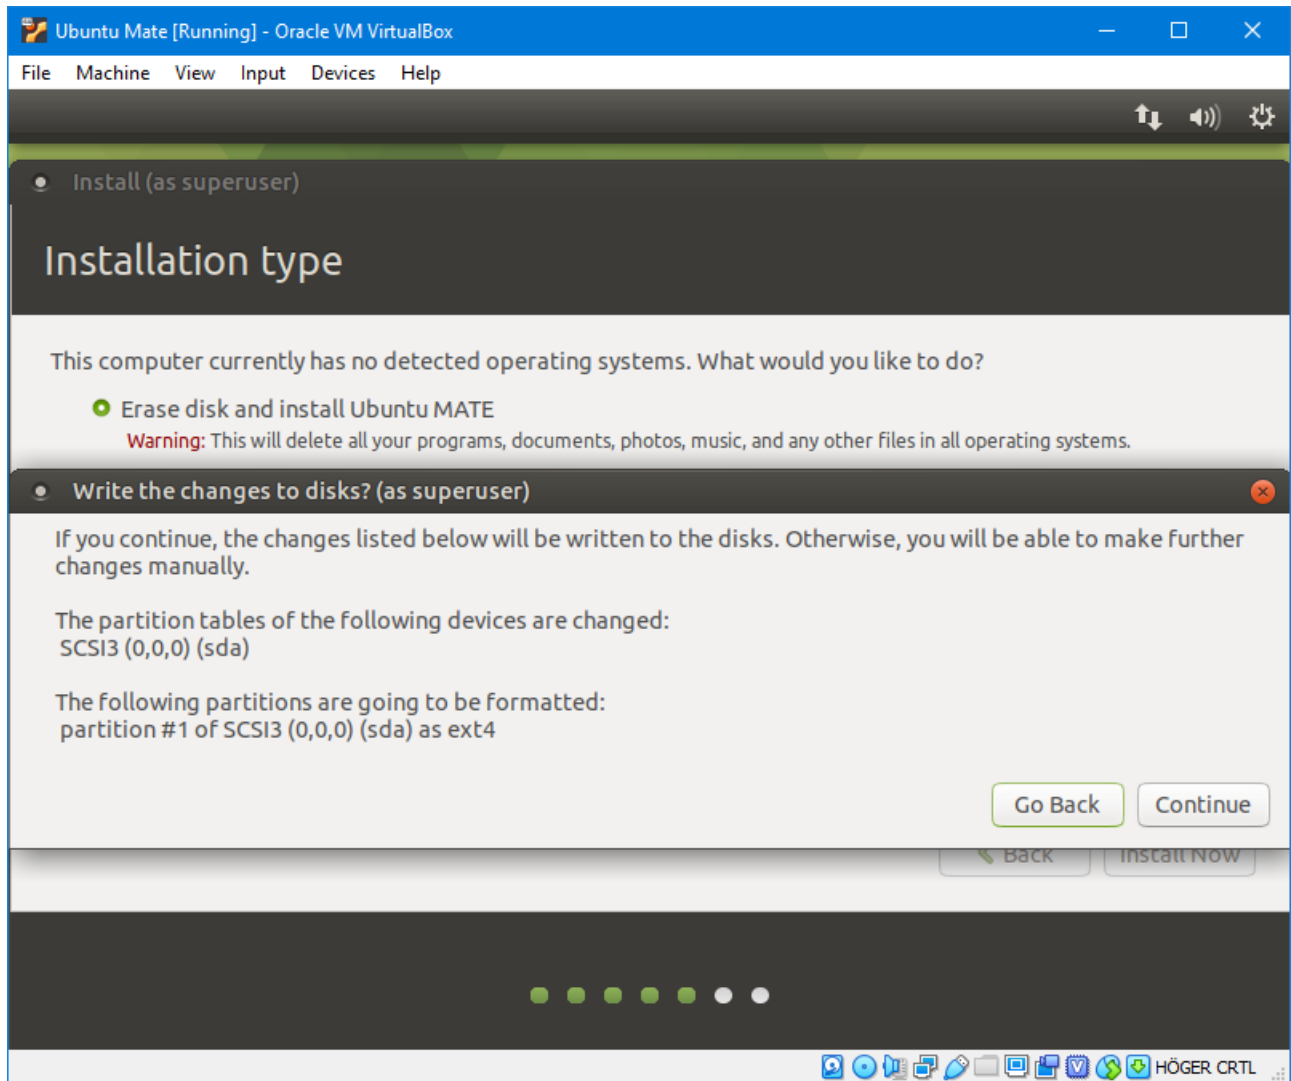 Ubuntu Mate [Running] - Oracle VM VirtualBox
File Machine View Input Devices Help
Install (as superuser)
Installation type
This computer currently has no detected operating systems. What would you like to do?
Erase disk and install Ubuntu MATE
Warning: This will delete all your programs, documents, photos, music, and any other files in all operating systems.
Write the changes to disks? (as superuser)
If you continue, the changes listed below will be written to the disks. Otherwise, you will be able to make further
changes manually.
The partition tables of the following devices are changed:
SCSI3 (0,0,0) (sda)
The following partitions are going to be formatted:
partition #1 of SCSI3 (0,0,0) (sda) as ext4
Go Back Continue
Back Install Now
HÖGER CRTL